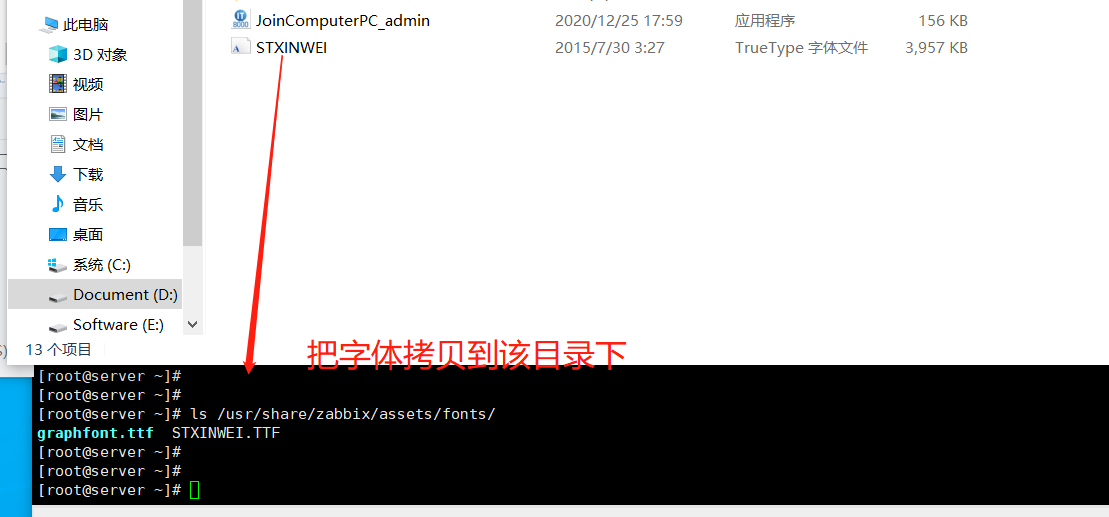 此电脑
3D 对象
视频
图片
文档
下载
音乐
桌面
系统 (C:)
Document (D:)
Software (E:)
13 个项目
JoinComputerPC_admin 2020/12/25 17:59 应用程序 156 KB
STXINWEI 2015/7/30 3:27 TrueType 字体文件 3,957 KB
把字体拷贝到该目录下
[root@server ~]#
[root@server ~]#
[root@server ~]# ls /usr/share/zabbix/assets/fonts/
graphfont.ttf STXINWEI.TTF
[root@server ~]#
[root@server ~]#
[root@server ~]#